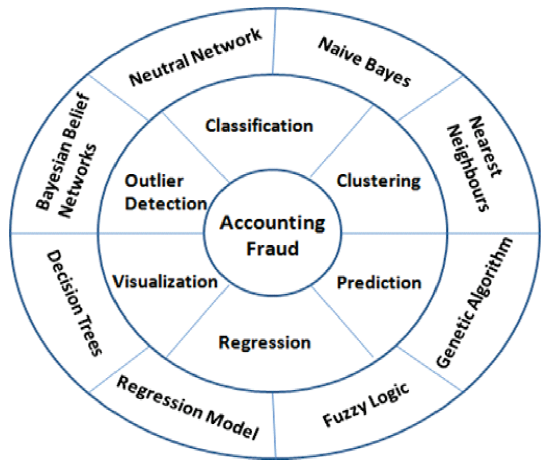 Neutral Network
Naive Bayes
Nearest
Neighbours
Genetic Algorithm
Fuzzy Logic
Regression Model
Decision Trees
Bayesian Belief
Networks
Classification
Clustering
Prediction
Regression
Visualization
Outlier
Detection
Accounting
Fraud